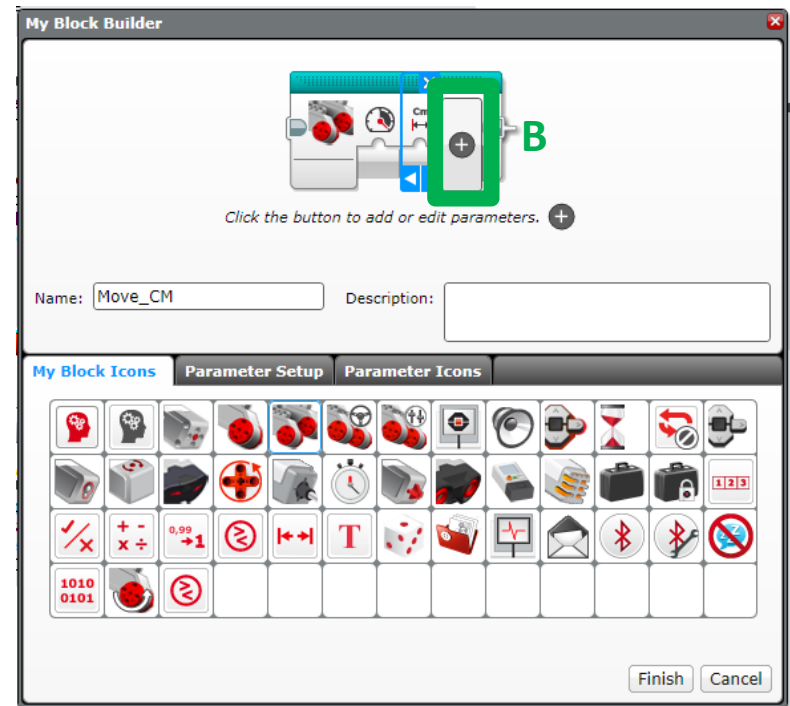 My Block Builder
Cm
B
Click the button to add or edit parameters.
Name: Move_CM Description:
My Block Icons Parameter Setup Parameter Icons
1 2 3
0,99
1
T
1010
0101
Finish Cancel